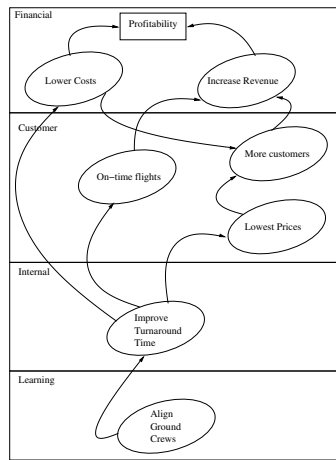 Financial
Profitability
Lower Costs
Increase Revenue
Customer
More customers
On-time flights
Lowest Prices
Internal
Improve
Turnaround
Time
Learning
Align
Ground
Crews